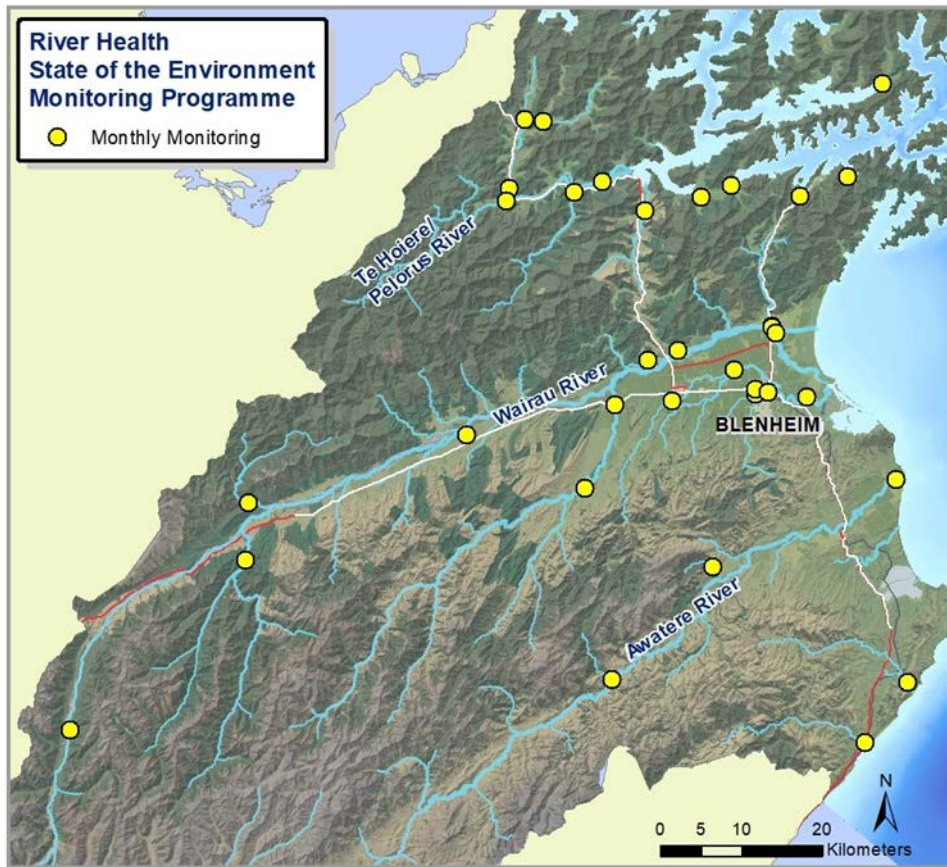 River Health
State of the Environment
Monitoring Programme
Monthly Monitoring
Te Hoiere/
Pelorus River
Wairau River
BLENHEIM
Awatere River
N
0 5 10 20
Kilometers